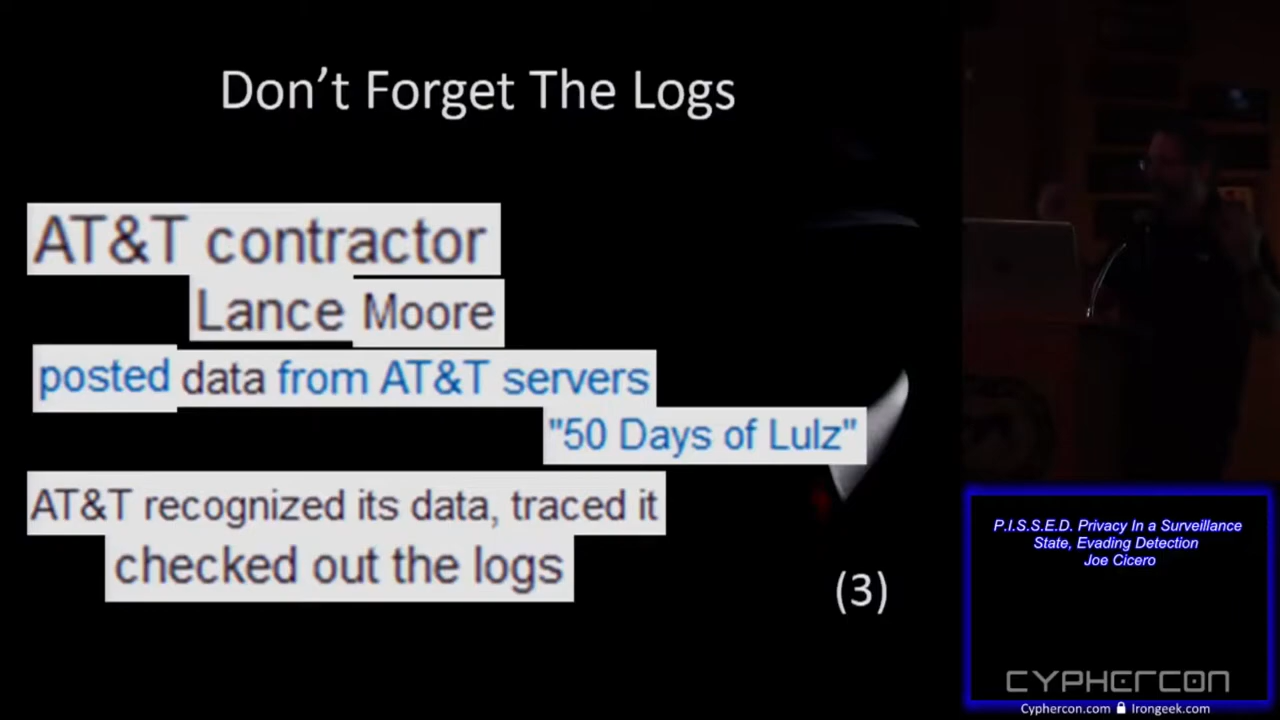 Don't Forget The Logs
AT&T contractor
Lance Moore
posted data from AT&T servers
"50 Days of Lulz"
AT&T recognized its data, traced it
checked out the logs
(3)
P.I.S.S.E.D. Privacy In a Surveillance
State, Evading Detection
Joe Cicero
CYPHERCON
Cyphercon.com Irongeek.com